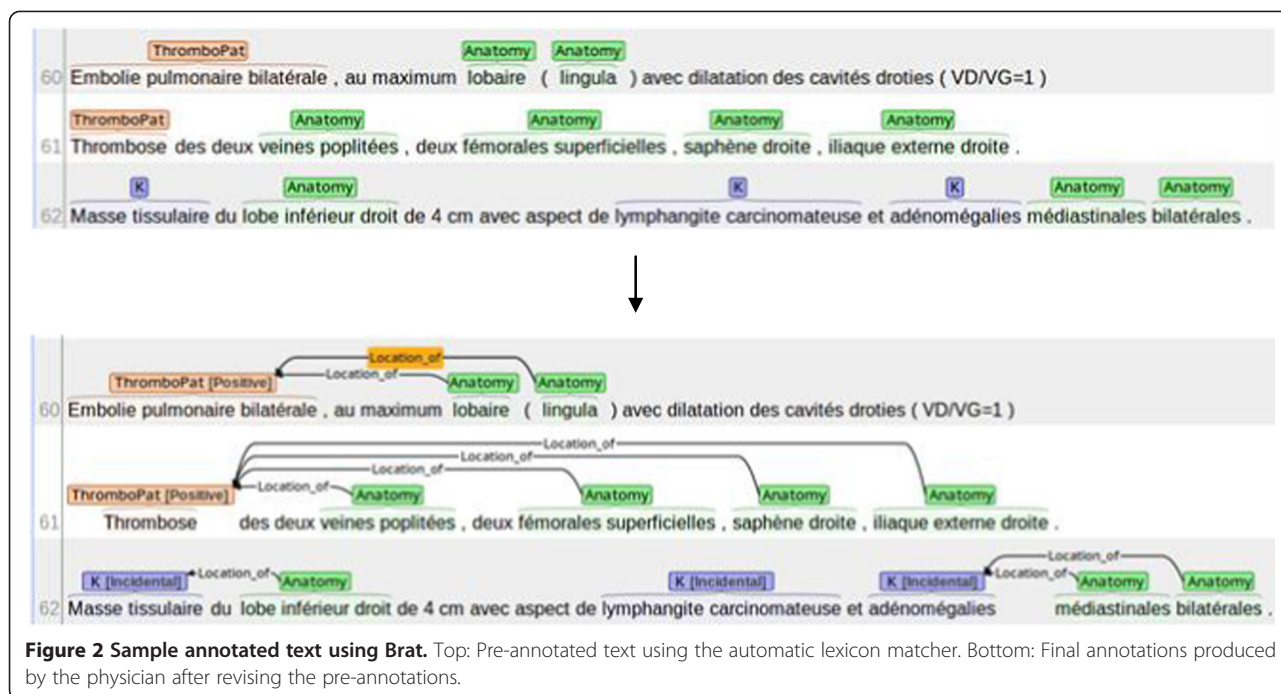 ThromboPat Anatomy Anatomy
60 Embolie pulmonaire bilatérale , au maximum lobaire ( lingula ) avec dilatation des cavités droties ( VD/VG=1 )
ThromboPat Anatomy Anatomy Anatomy Anatomy
61 Thrombose des deux veines poplitées , deux fémorales superficielles , saphène droite , iliaque externe droite .
K Anatomy K K Anatomy Anatomy
62 Masse tissulaire du lobe inférieur droit de 4 cm avec aspect de lymphangite carcinomateuse et adénomégalies médiastinales bilatérales .
Location_of
Location_of
ThromboPat [Positive] Anatomy Anatomy
60 Embolie pulmonaire bilatérale , au maximum lobaire ( lingula ) avec dilatation des cavités droties ( VD/VG=1 )
Location_of
Location_of
Location_of
Location_of
ThromboPat [Positive] Anatomy Anatomy Anatomy Anatomy
61 Thrombose des deux veines poplitées , deux fémorales superficielles , saphène droite , iliaque externe droite .
Location_of
K [Incidental] Location_of Anatomy K [Incidental] K [Incidental] Location_of Anatomy Anatomy
62 Masse tissulaire du lobe inférieur droit de 4 cm avec aspect de lymphangite carcinomateuse et adénomégalies médiastinales bilatérales .
Figure 2 Sample annotated text using Brat. Top: Pre-annotated text using the automatic lexicon matcher. Bottom: Final annotations produced
by the physician after revising the pre-annotations.